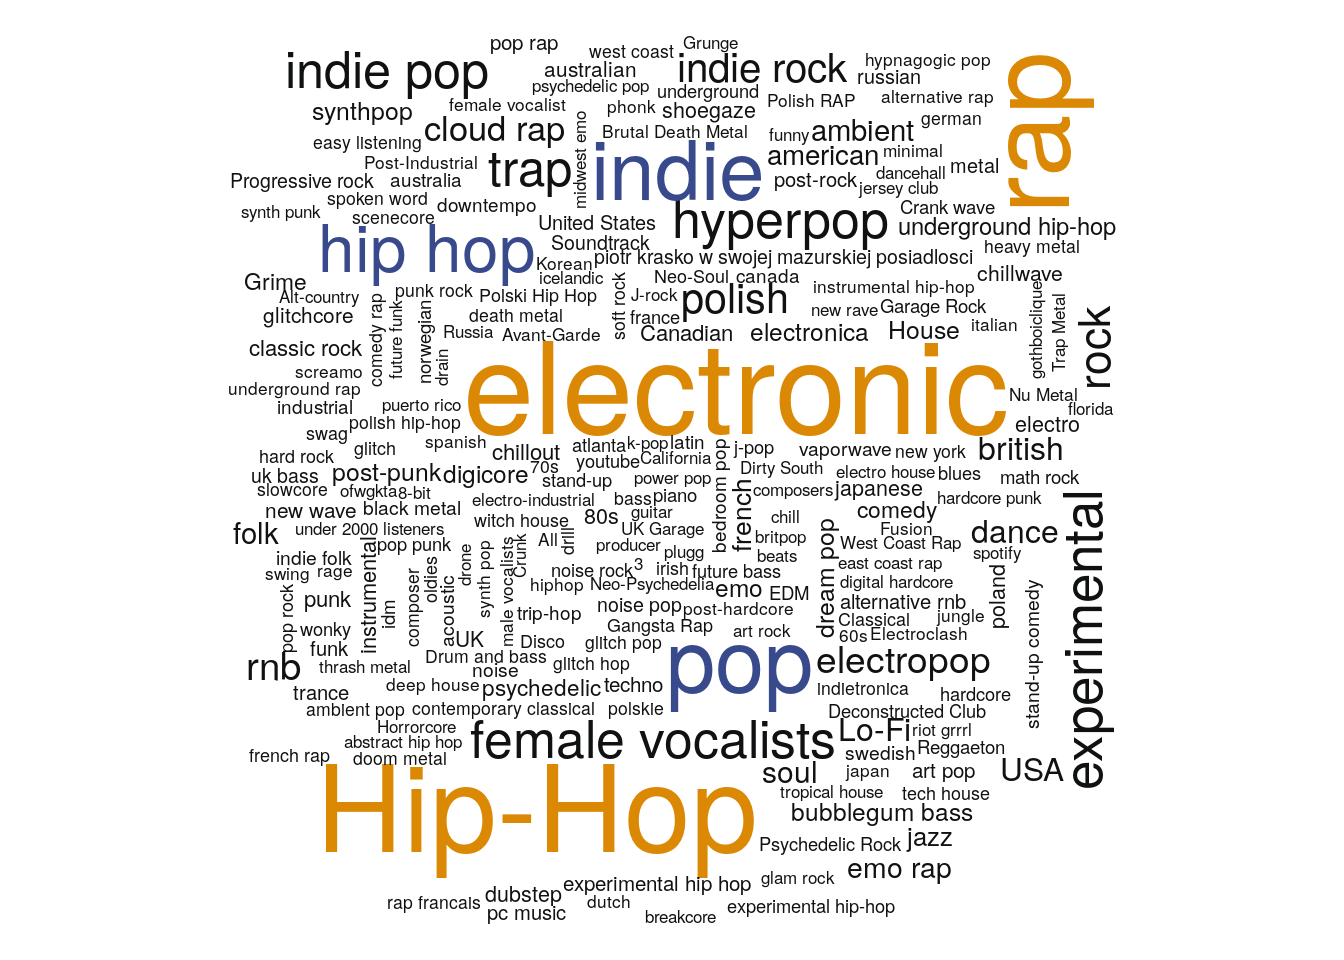 pop rap
west coast
Grunge
indie pop
australian
indie rock
hypnagogic pop
russian
psychedelic pop
underground
rap
synthpop
female vocalist
phonk
shoegaze
Polish RAP
alternative rap
german
cloud rap
Brutal Death Metal
funny
ambient
easy listening
Post-Industrial
trap
midwest emo
indie
american
minimal
metal
Progressive rock
australia
post-rock
dancehall
jersey club
spoken word
synth punk
scenecore
downtempo
United States
hyperpop
Crank wave
underground hip-hop
hip hop
Soundtrack
heavy metal
piotr krasko w swojej mazurskiej posiadlosci
Korean
icelandic
Neo-Soul
canada
chillwave
Grime
Alt-country
punk rock
Polski Hip Hop
soft rock
J-rock
polish
instrumental hip-hop
new rave
Garage Rock
gothboiclique
Trap Metal
glitchcore
comedy rap
future funk
norwegian
death metal
france
italian
rock
Russia
Avant-Garde
Canadian
electronica
House
classic rock
drain
screamo
underground rap
electronic
Nu Metal
industrial
puerto rico
florida
polish hip-hop
electro
swag
spanish
glitch
hard rock
chillout
atlanta
k-pop
latin
j-pop
vaporwave
new york
british
uk bass
post-punk
digicore
70s
youtube
California
bedroom pop
Dirty South
electro house
blues
math rock
slowcore
ofwgkta
8-bit
stand-up
power pop
composers
japanese
hardcore punk
new wave
black metal
electro-industrial
bass
piano
french
comedy
experimental
folk
under 2000 listeners
witch house
80s
guitar
chill
Fusion
dance
indie folk
instrumental
pop punk
All
drill
UK Garage
britpop
dream pop
West Coast Rap
spotify
producer
plugg
beats
swing
rage
oldies
drone
synth pop
male vocalists
Crunk
noise rock
3
irish
future bass
east coast rap
punk
pop rock
idm
composer
acoustic
hiphop
Neo-Psychedelia
emo
EDM
digital hardcore
poland
stand-up comedy
alternative rnb
wonky
trip-hop
noise pop
post-hardcore
Classical
jungle
funk
UK
Disco
Gangsta Rap
art rock
60s
Electroclash
rnb
thrash metal
Drum and bass
noise
glitch pop
glitch hop
pop
electropop
trance
deep house
psychedelic
techno
indietronica
hardcore
ambient pop
contemporary classical
polskie
Deconstructed Club
Horrorcore
female vocalists
Lo-Fi
riot grrrl
french rap
abstract hip hop
doom metal
swedish
Reggaeton
Hip-Hop
soul
japan
art pop
USA
tropical house
tech house
bubblegum bass
Psychedelic Rock
jazz
experimental hip hop
glam rock
emo rap
rap francais
dubstep
dutch
pc music
breakcore
experimental hip-hop